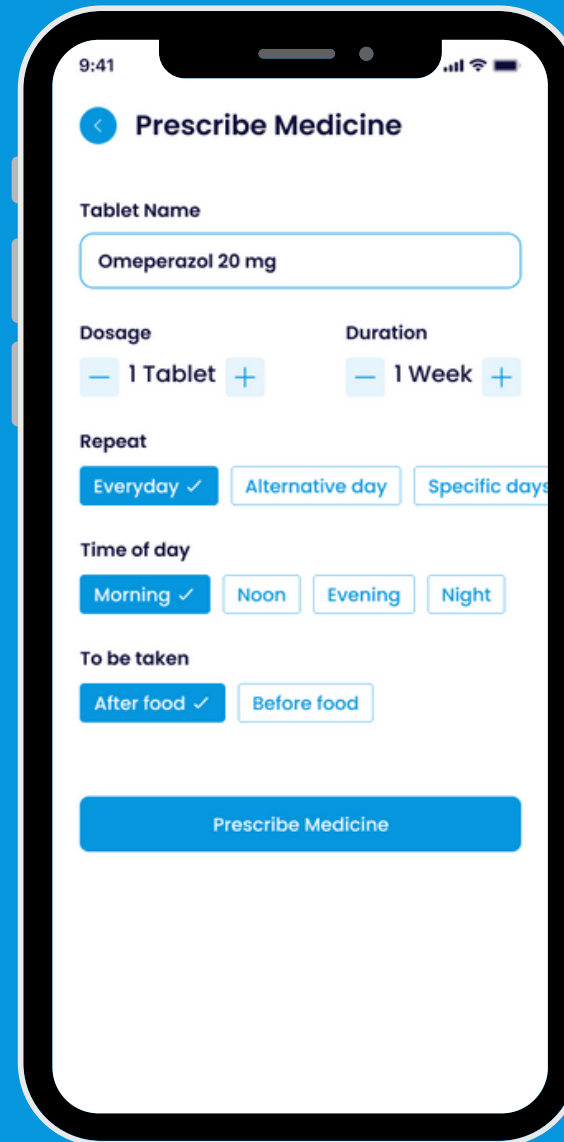 9:41
Prescribe Medicine
Tablet Name
Omeperazol 20 mg
Dosage Duration
— 1 Tablet + — 1 Week +
Repeat
Everyday ✓ Alternative day Specific days
Time of day
Morning ✓ Noon Evening Night
To be taken
After food ✓ Before food
Prescribe Medicine